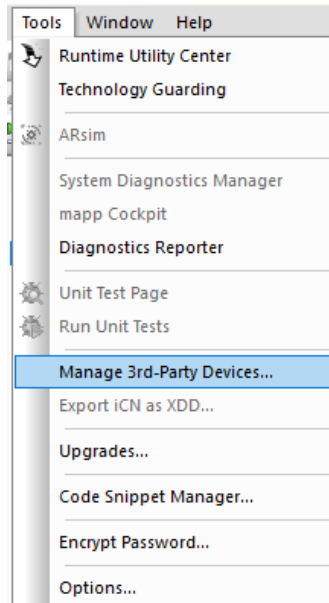 Tools Window Help
Runtime Utility Center
Technology Guarding
ARsim
System Diagnostics Manager
mapp Cockpit
Diagnostics Reporter
Unit Test Page
Run Unit Tests
Manage 3rd-Party Devices...
Export iCN as XDD...
Upgrades...
Code Snippet Manager...
Encrypt Password...
Options...